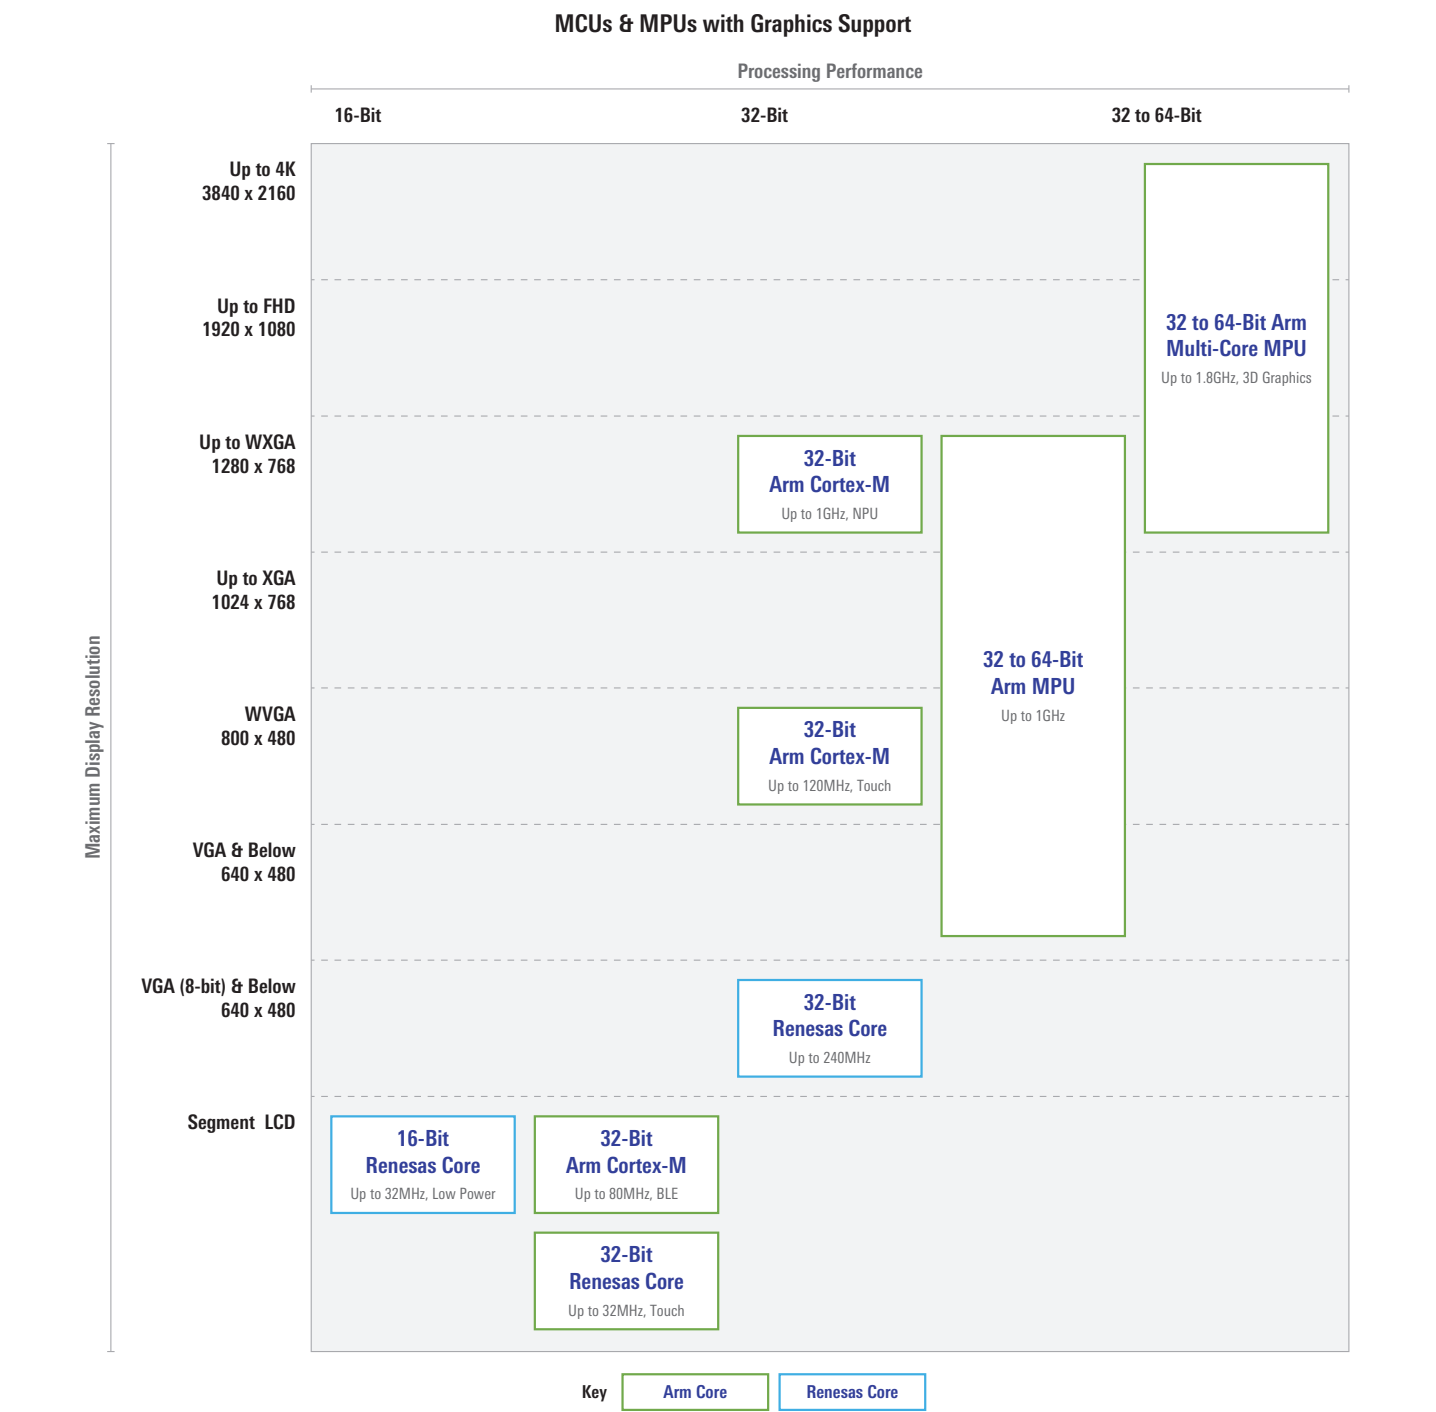 MCUs & MPUs with Graphics Support
Processing Performance
16-Bit
32-Bit
32 to 64-Bit
Maximum Display Resolution
Up to 4K
3840 x 2160
Up to FHD
1920 x 1080
32 to 64-Bit Arm
Multi-Core MPU
Up to 1.8GHz, 3D Graphics
Up to WXGA
1280 x 768
32-Bit
Arm Cortex-M
Up to 1GHz, NPU
Up to XGA
1024 x 768
32 to 64-Bit
Arm MPU
Up to 1GHz
WVGA
800 x 480
32-Bit
Arm Cortex-M
Up to 120MHz, Touch
VGA & Below
640 x 480
VGA (8-bit) & Below
640 x 480
32-Bit
Renesas Core
Up to 240MHz
Segment LCD
16-Bit
Renesas Core
Up to 32MHz, Low Power
32-Bit
Arm Cortex-M
Up to 80MHz, BLE
32-Bit
Renesas Core
Up to 32MHz, Touch
Key
Arm Core
Renesas Core